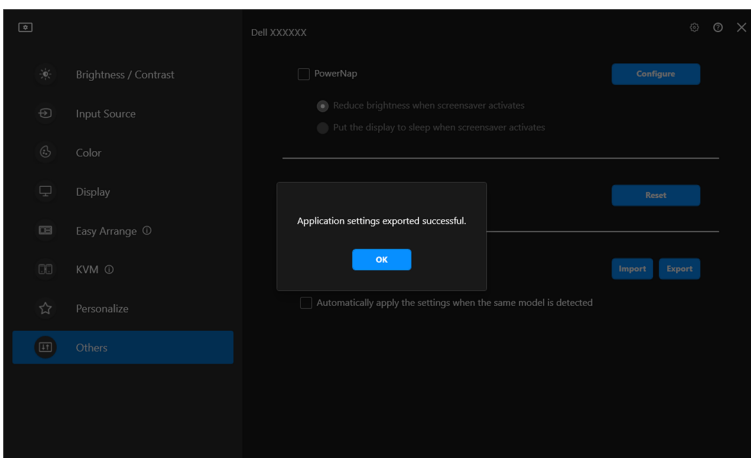 Dell XXXXXX
Brightness / Contrast
Input Source
Color
Display
Easy Arrange
KVM
Personalize
Others
PowerNap
Configure
Reduce brightness when screensaver activates
Put the display to sleep when screensaver activates
Reset
Application settings exported successful.
OK
Import
Export
Automatically apply the settings when the same model is detected